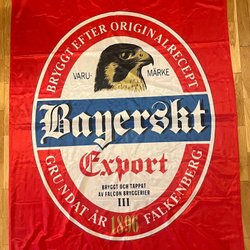 BRYGGT EFTER ORIGINALRECEPT
VARU MÄRKE
Bayerskt
Export
BRYGGT OCH TAPPAT
AV FALCON BRYGGERIER
III
GRUNDAT ÅR 1896 FALKENBERG